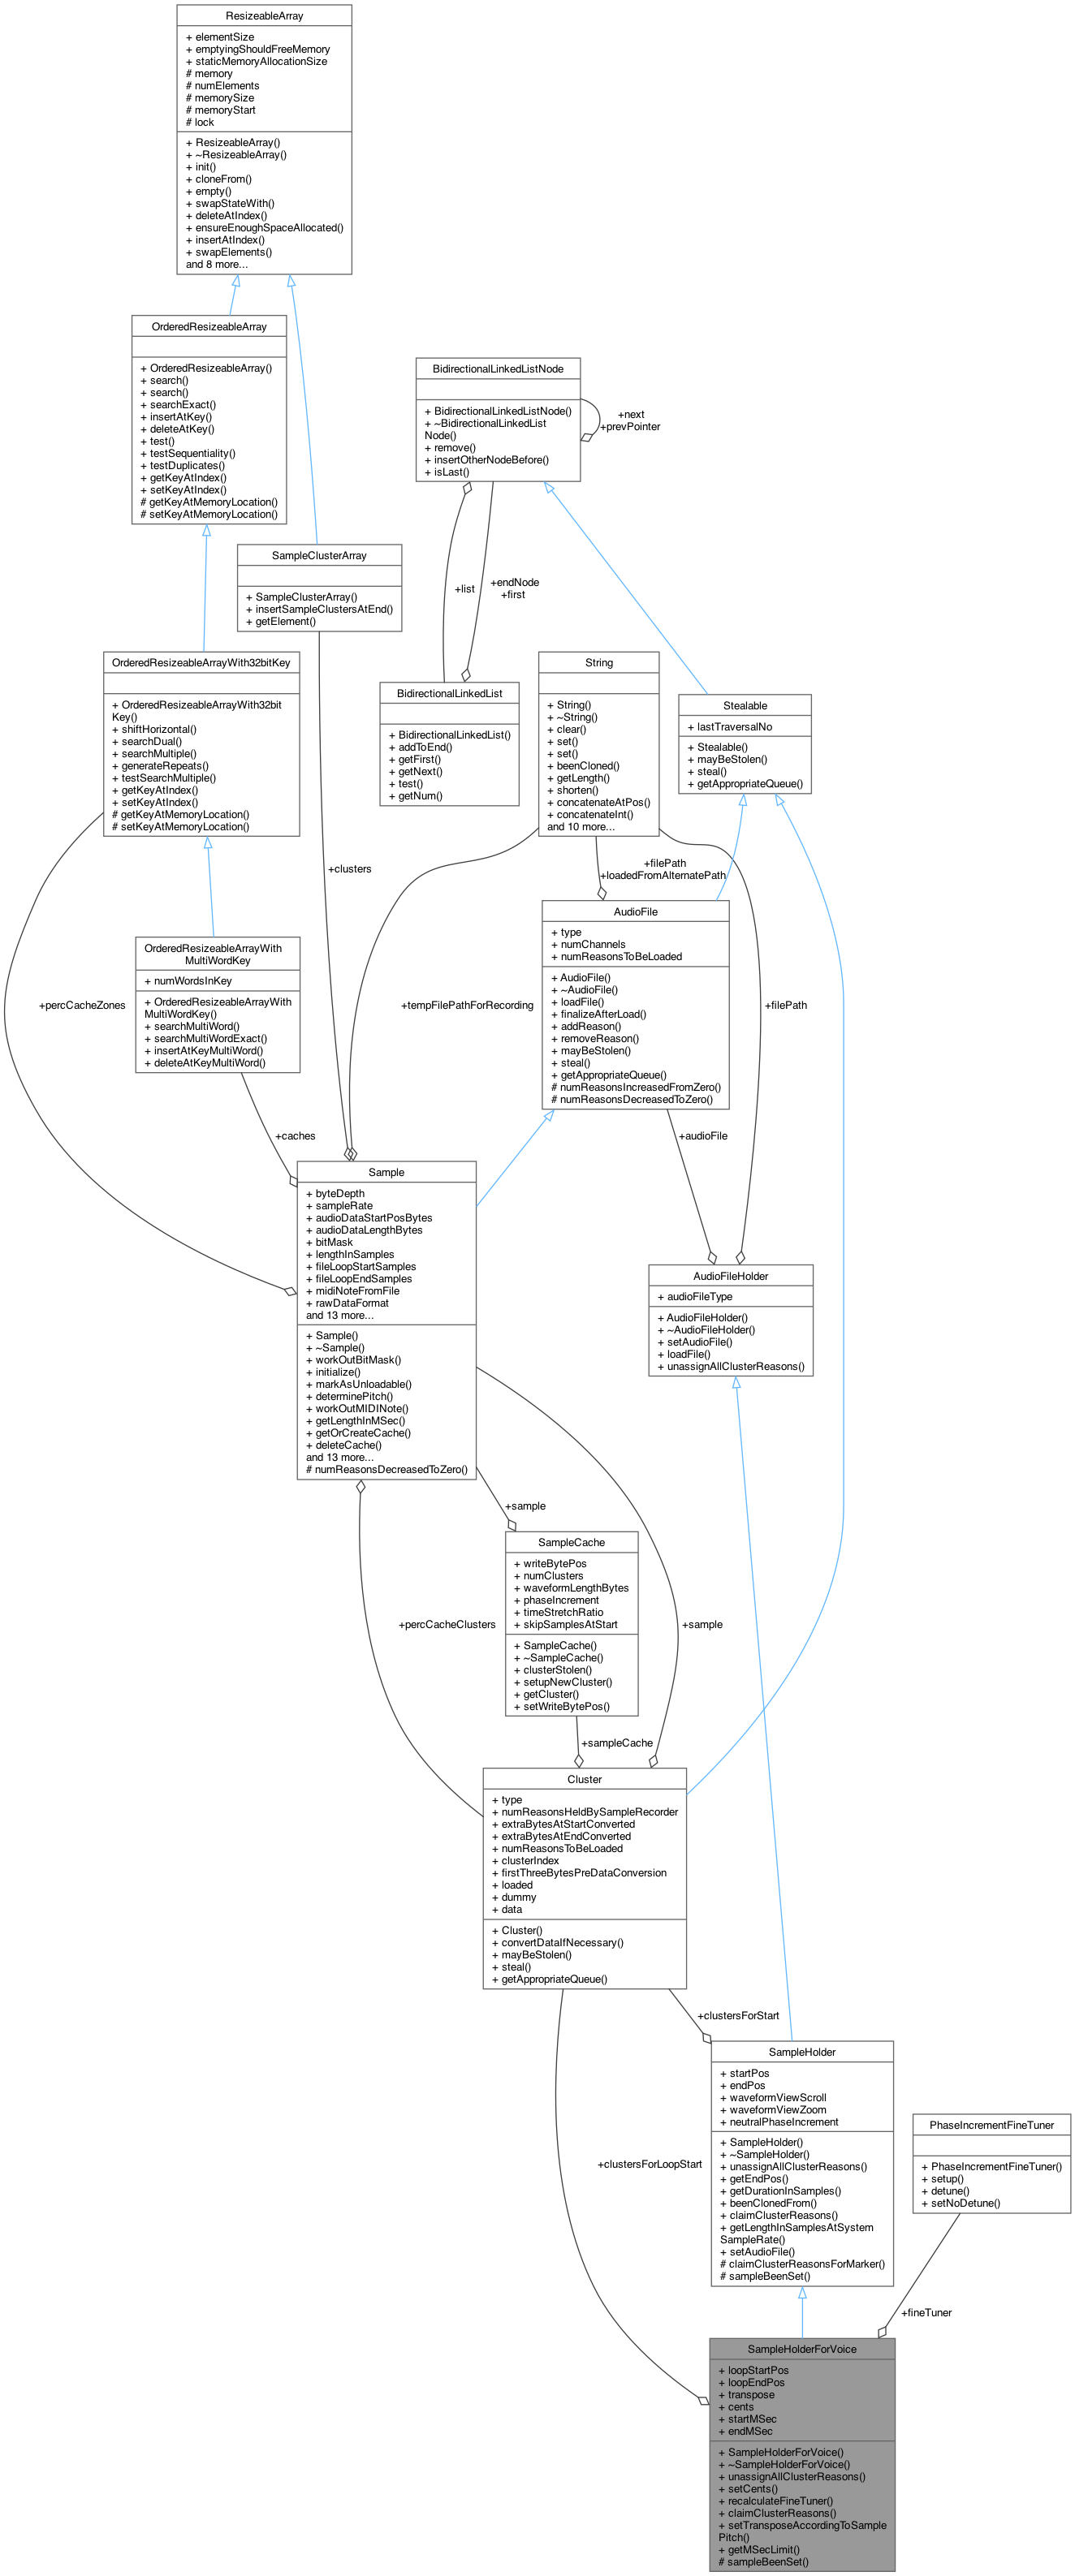 ResizeableArray
+ elementSize
+ emptyingShouldFreeMemory
+ staticMemoryAllocationSize
# memory
# numElements
# memorySize
# memoryStart
# lock
+ ResizeableArray()
+ ~ResizeableArray()
+ init()
+ cloneFrom()
+ empty()
+ swapStateWith()
+ deleteAtIndex()
+ ensureEnoughSpaceAllocated()
+ insertAtIndex()
+ swapElements()
and 8 more...
OrderedResizeableArray
+ OrderedResizeableArray()
+ search()
+ search()
+ searchExact()
+ insertAtKey()
+ deleteAtKey()
+ test()
+ testSequentiality()
+ testDuplicates()
+ getKeyAtIndex()
+ setKeyAtIndex()
# getKeyAtMemoryLocation()
# setKeyAtMemoryLocation()
BidirectionalLinkedListNode
+ BidirectionalLinkedListNode()
+ ~BidirectionalLinkedList
Node()
+ remove()
+ insertOtherNodeBefore()
+ isLast()
+next
+prevPointer
SampleClusterArray
+ SampleClusterArray()
+ insertSampleClustersAtEnd()
+ getElement()
+list
+endNode
+first
OrderedResizeableArrayWith32bitKey
+ OrderedResizeableArrayWith32bit
Key()
+ shiftHorizontal()
+ searchDual()
+ searchMultiple()
+ generateRepeats()
+ testSearchMultiple()
+ getKeyAtIndex()
+ setKeyAtIndex()
# getKeyAtMemoryLocation()
# setKeyAtMemoryLocation()
BidirectionalLinkedList
+ BidirectionalLinkedList()
+ addToEnd()
+ getFirst()
+ getNext()
+ test()
+ getNum()
String
+ String()
+ ~String()
+ clear()
+ set()
+ set()
+ beenCloned()
+ getLength()
+ shorten()
+ concatenateAtPos()
+ concatenateInt()
and 10 more...
Stealable
+ lastTraversalNo
+ Stealable()
+ mayBeStolen()
+ steal()
+ getAppropriateQueue()
+clusters
+filePath
+loadedFromAlternatePath
OrderedResizeableArrayWith
MultiWordKey
+ numWordsInKey
+ OrderedResizeableArrayWith
MultiWordKey()
+ searchMultiWord()
+ searchMultiWordExact()
+ insertAtKeyMultiWord()
+ deleteAtKeyMultiWord()
AudioFile
+ type
+ numChannels
+ numReasonsToBeLoaded
+ AudioFile()
+ ~AudioFile()
+ loadFile()
+ finalizeAfterLoad()
+ addReason()
+ removeReason()
+ mayBeStolen()
+ steal()
+ getAppropriateQueue()
# numReasonsIncreasedFromZero()
# numReasonsDecreasedToZero()
+percCacheZones
+tempFilePathForRecording
+filePath
+caches
+audioFile
Sample
+ byteDepth
+ sampleRate
+ audioDataStartPosBytes
+ audioDataLengthBytes
+ bitMask
+ lengthInSamples
+ fileLoopStartSamples
+ fileLoopEndSamples
+ midiNoteFromFile
+ rawDataFormat
and 13 more...
+ Sample()
+ ~Sample()
+ workOutBitMask()
+ initialize()
+ markAsUnloadable()
+ determinePitch()
+ workOutMIDINote()
+ getLengthInMSec()
+ getOrCreateCache()
+ deleteCache()
and 13 more...
# numReasonsDecreasedToZero()
AudioFileHolder
+ audioFileType
+ AudioFileHolder()
+ ~AudioFileHolder()
+ setAudioFile()
+ loadFile()
+ unassignAllClusterReasons()
+sample
SampleCache
+ writeBytePos
+ numClusters
+ waveformLengthBytes
+ phaseIncrement
+ timeStretchRatio
+ skipSamplesAtStart
+ SampleCache()
+ ~SampleCache()
+ clusterStolen()
+ setupNewCluster()
+ getCluster()
+ setWriteBytePos()
+percCacheClusters
+sample
+sampleCache
Cluster
+ type
+ numReasonsHeldBySampleRecorder
+ extraBytesAtStartConverted
+ extraBytesAtEndConverted
+ numReasonsToBeLoaded
+ clusterIndex
+ firstThreeBytesPreDataConversion
+ loaded
+ dummy
+ data
+ Cluster()
+ convertDataIfNecessary()
+ mayBeStolen()
+ steal()
+ getAppropriateQueue()
+clustersForStart
SampleHolder
+ startPos
+ endPos
+ waveformViewScroll
+ waveformViewZoom
+ neutralPhaseIncrement
+ SampleHolder()
+ ~SampleHolder()
+ unassignAllClusterReasons()
+ getEndPos()
+ getDurationInSamples()
+ beenClonedFrom()
+ claimClusterReasons()
+ getLengthInSamplesAtSystem
SampleRate()
+ setAudioFile()
# claimClusterReasonsForMarker()
# sampleBeenSet()
PhaseIncrementFineTuner
+ PhaseIncrementFineTuner()
+ setup()
+ detune()
+ setNoDetune()
+clustersForLoopStart
+fineTuner
SampleHolderForVoice
+ loopStartPos
+ loopEndPos
+ transpose
+ cents
+ startMSec
+ endMSec
+ SampleHolderForVoice()
+ ~SampleHolderForVoice()
+ unassignAllClusterReasons()
+ setCents()
+ recalculateFineTuner()
+ claimClusterReasons()
+ setTransposeAccordingToSample
Pitch()
+ getMSecLimit()
# sampleBeenSet()